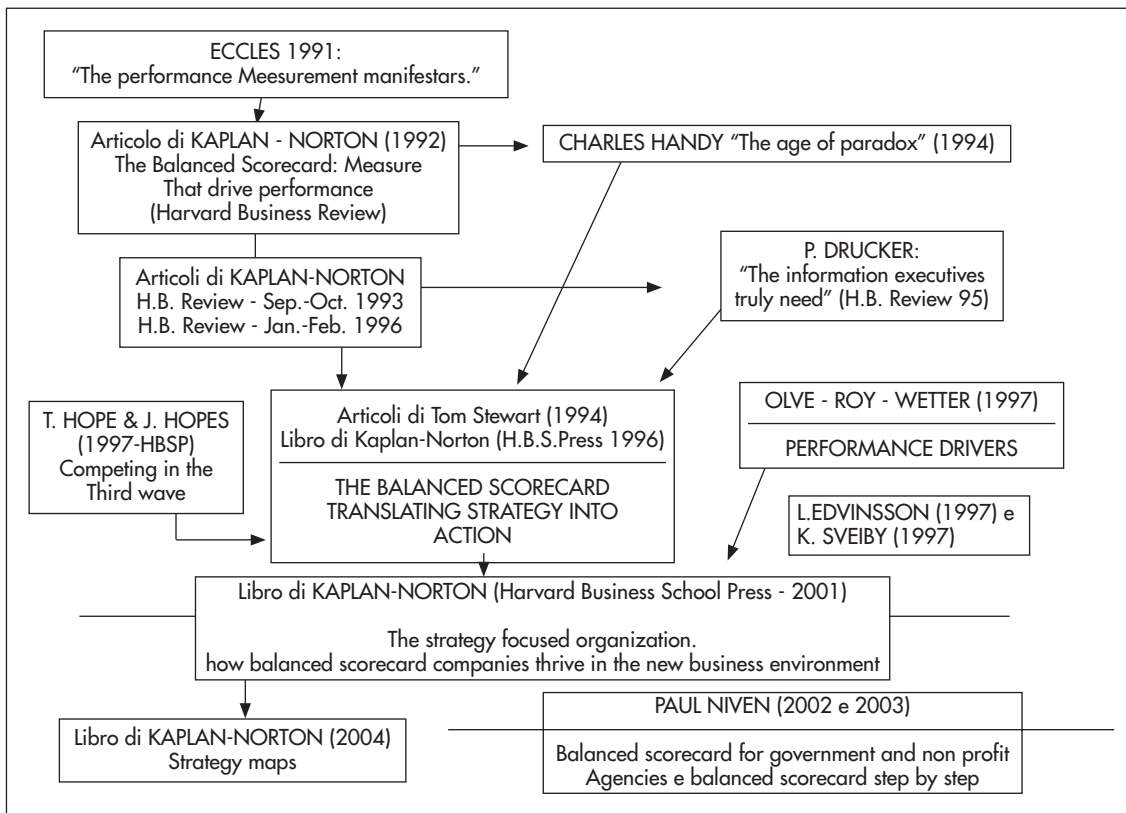 ECCLES 1991:
“The performance Meesurement manifestars.”
Articolo di KAPLAN - NORTON (1992)
The Balanced Scorecard: Measure
That drive performance
(Harvard Business Review)
CHARLES HANDY “The age of paradox” (1994)
Articoli di KAPLAN-NORTON
H.B. Review - Sep.-Oct. 1993
H.B. Review - Jan.-Feb. 1996
P. DRUCKER:
“The information executives
truly need” (H.B. Review 95)
T. HOPE & J. HOPES
(1997-HBSP)
Competing in the
Third wave
Articoli di Tom Stewart (1994)
Libro di Kaplan-Norton (H.B.S.Press 1996)
THE BALANCED SCORECARD
TRANSLATING STRATEGY INTO
ACTION
OLVE - ROY - WETTER (1997)
PERFORMANCE DRIVERS
L.EDVINSSON (1997) e
K. SVEIBY (1997)
Libro di KAPLAN-NORTON (Harvard Business School Press - 2001)
The strategy focused organization.
how balanced scorecard companies thrive in the new business environment
Libro di KAPLAN-NORTON (2004)
Strategy maps
PAUL NIVEN (2002 e 2003)
Balanced scorecard for government and non profit
Agencies e balanced scorecard step by step